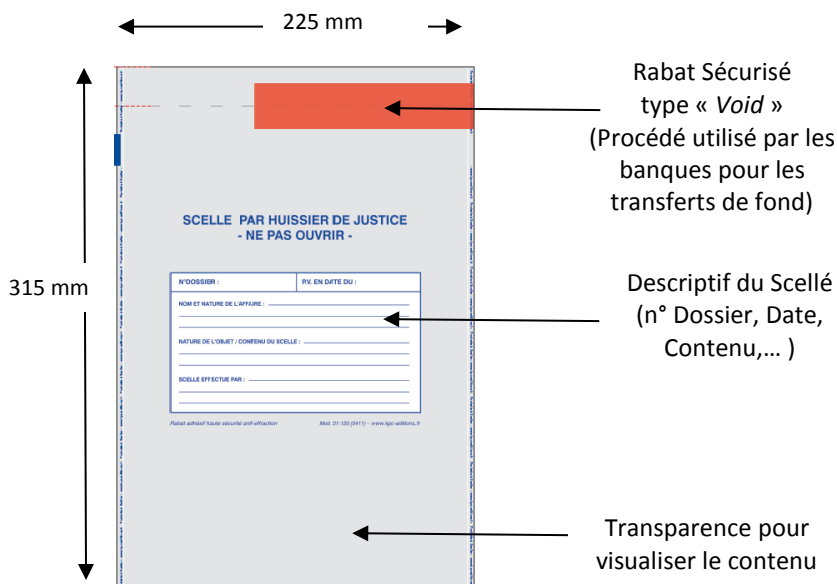 225 mm
Rabat Sécurisé
type « Void »
(Procédé utilisé par les
banques pour les
transferts de fond)
SCELLE PAR HUISSIER DE JUSTICE
- NE PAS OUVRIR -
315 mm
N°DOSSIER :
P.V. EN DATE DU :
NOM ET NATURE DE L'AFFAIRE :
NATURE DE L'OBJET / CONTENU DU SCELLE :
SCELLE EFFECTUE PAR :
Descriptif du Scellé
(n° Dossier, Date,
Contenu,... )
Rabat adhésif haute sécurité anti-effraction
Mod. 21-120 (0411) – www.kpc-editions.fr
Transparence pour
visualiser le contenu